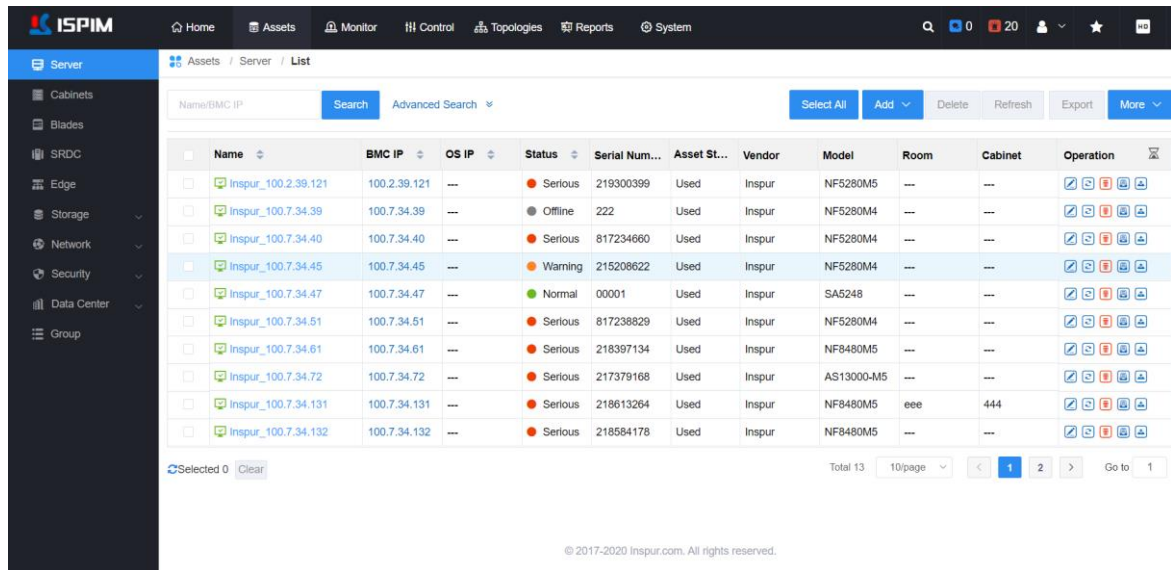 ISPIM Home Assets Monitor Control Topologies Reports System 0 20 HD
Server
Cabinets
Blades
SRDC
Edge
Storage
Network
Security
Data Center
Group
Assets / Server / List
Name/BMC IP Search Advanced Search Select All Add Delete Refresh Export More
Name BMC IP OS IP Status Serial Num... Asset St... Vendor Model Room Cabinet Operation
Inspur_100.2.39.121 100.2.39.121 --- Serious 219300399 Used Inspur NF5280M5 --- ---
Inspur_100.7.34.39 100.7.34.39 --- Offline 222 Used Inspur NF5280M4 --- ---
Inspur_100.7.34.40 100.7.34.40 --- Serious 817234660 Used Inspur NF5280M4 --- ---
Inspur_100.7.34.45 100.7.34.45 --- Warning 215208622 Used Inspur NF5280M4 --- ---
Inspur_100.7.34.47 100.7.34.47 --- Normal 00001 Used Inspur SA5248 --- ---
Inspur_100.7.34.51 100.7.34.51 --- Serious 817238829 Used Inspur NF5280M4 --- ---
Inspur_100.7.34.61 100.7.34.61 --- Serious 218397134 Used Inspur NF8480M5 --- ---
Inspur_100.7.34.72 100.7.34.72 --- Serious 217379168 Used Inspur AS13000-M5 --- ---
Inspur_100.7.34.131 100.7.34.131 --- Serious 218613264 Used Inspur NF8480M5 eee 444
Inspur_100.7.34.132 100.7.34.132 --- Serious 218584178 Used Inspur NF8480M5 --- ---
Selected 0 Clear Total 13 10/page < 1 2 > Go to 1
© 2017-2020 Inspur.com. All rights reserved.